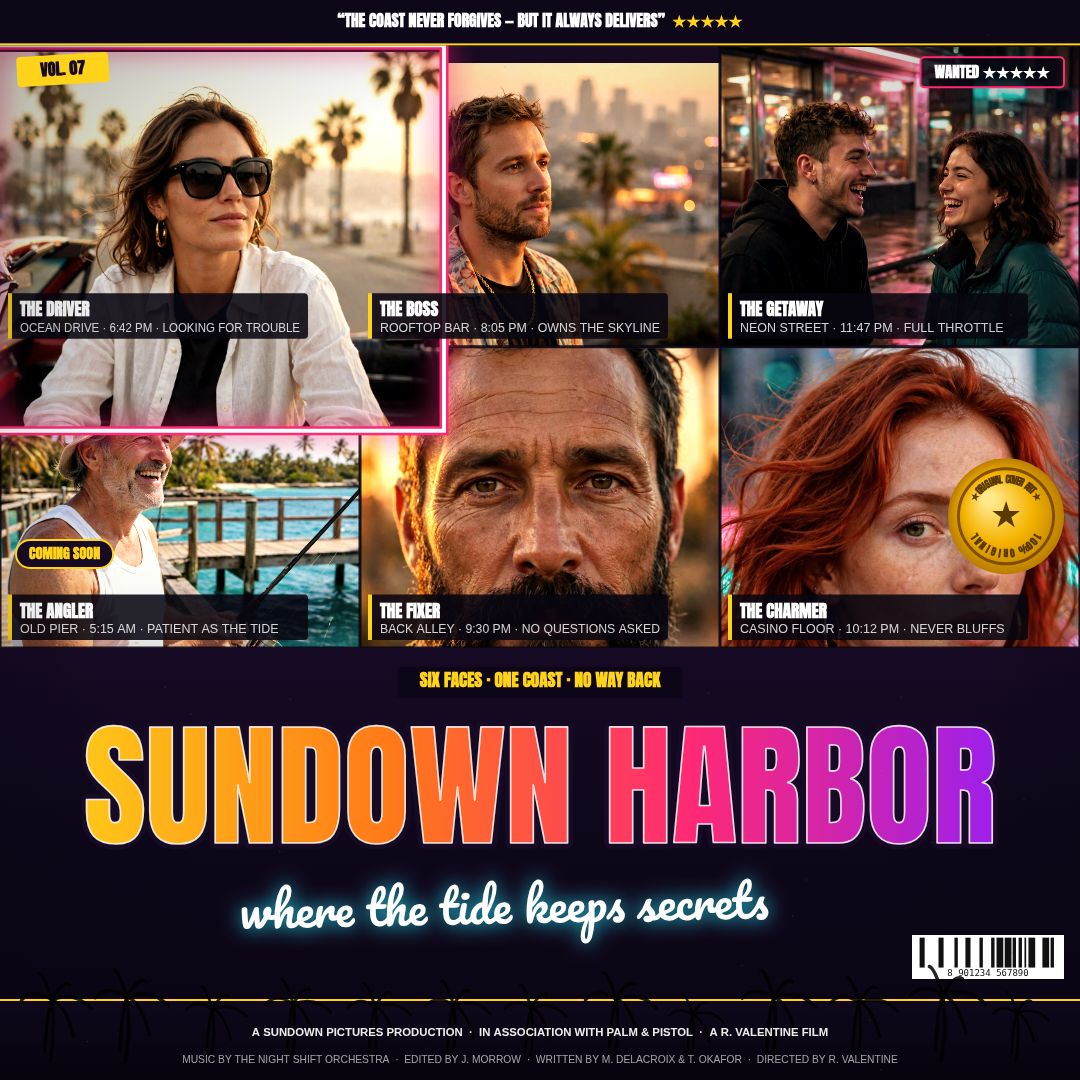 “THE COAST NEVER FORGIVES — BUT IT ALWAYS DELIVERS” ★★★★★
VOL. 07
WANTED ★★★★★
THE DRIVER
OCEAN DRIVE · 6:42 PM · LOOKING FOR TROUBLE
THE BOSS
ROOFTOP BAR · 8:05 PM · OWNS THE SKYLINE
THE GETAWAY
NEON STREET · 11:47 PM · FULL THROTTLE
COMING SOON
★ ORIGINAL COVER ART ★
100% ORIGINAL
THE ANGLER
OLD PIER · 5:15 AM · PATIENT AS THE TIDE
THE FIXER
BACK ALLEY · 9:30 PM · NO QUESTIONS ASKED
THE CHARMER
CASINO FLOOR · 10:12 PM · NEVER BLUFFS
SIX FACES · ONE COAST · NO WAY BACK
SUNDOWN HARBOR
where the tide keeps secrets
8 901234 567890
A SUNDOWN PICTURES PRODUCTION · IN ASSOCIATION WITH PALM & PISTOL · A R. VALENTINE FILM
MUSIC BY THE NIGHT SHIFT ORCHESTRA · EDITED BY J. MORROW · WRITTEN BY M. DELACROIX & T. OKAFOR · DIRECTED BY R. VALENTINE